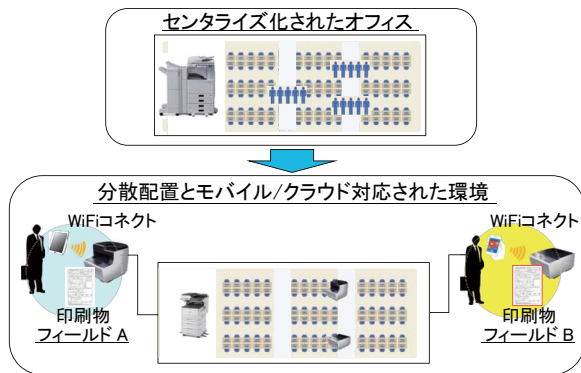 センタライズ化されたオフィス
分散配置とモバイル/クラウド対応された環境
WiFiコネクト
印刷物
フィールド A
WiFiコネクト
印刷物
フィールド B